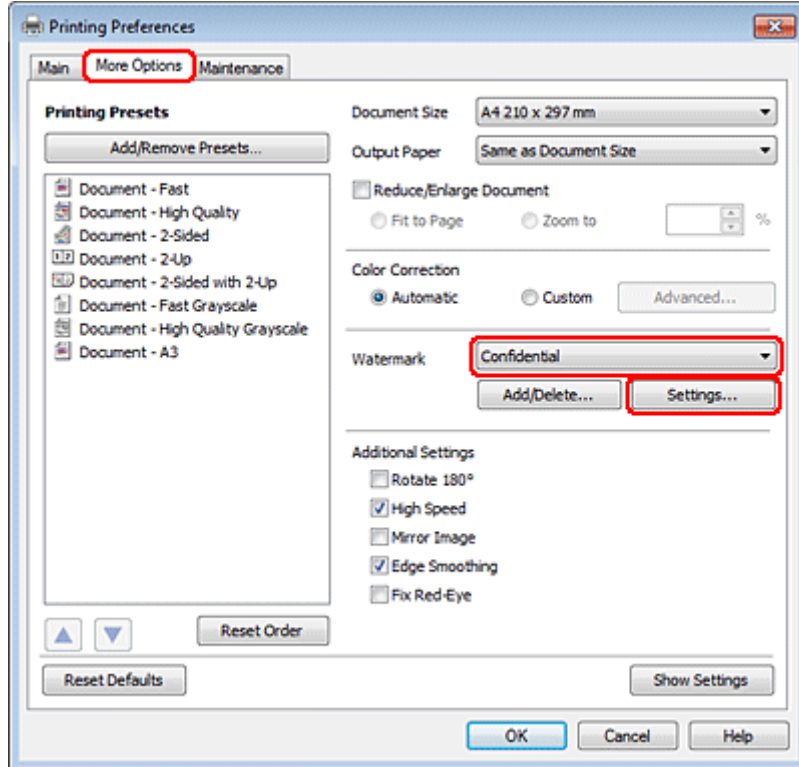 Printing Preferences
Main
More Options
Maintenance
Printing Presets
Add/Remove Presets...
Document - Fast
Document - High Quality
Document - 2-Sided
Document - 2-Up
Document - 2-Sided with 2-Up
Document - Fast Grayscale
Document - High Quality Grayscale
Document - A3
Reset Order
Document Size
A4 210 x 297 mm
Output Paper
Same as Document Size
Reduce/Enlarge Document
Fit to Page
Zoom to
%
Color Correction
Automatic
Custom
Advanced...
Watermark
Confidential
Add/Delete...
Settings...
Additional Settings
Rotate 180°
High Speed
Mirror Image
Edge Smoothing
Fix Red-Eye
Reset Defaults
Show Settings
OK
Cancel
Help